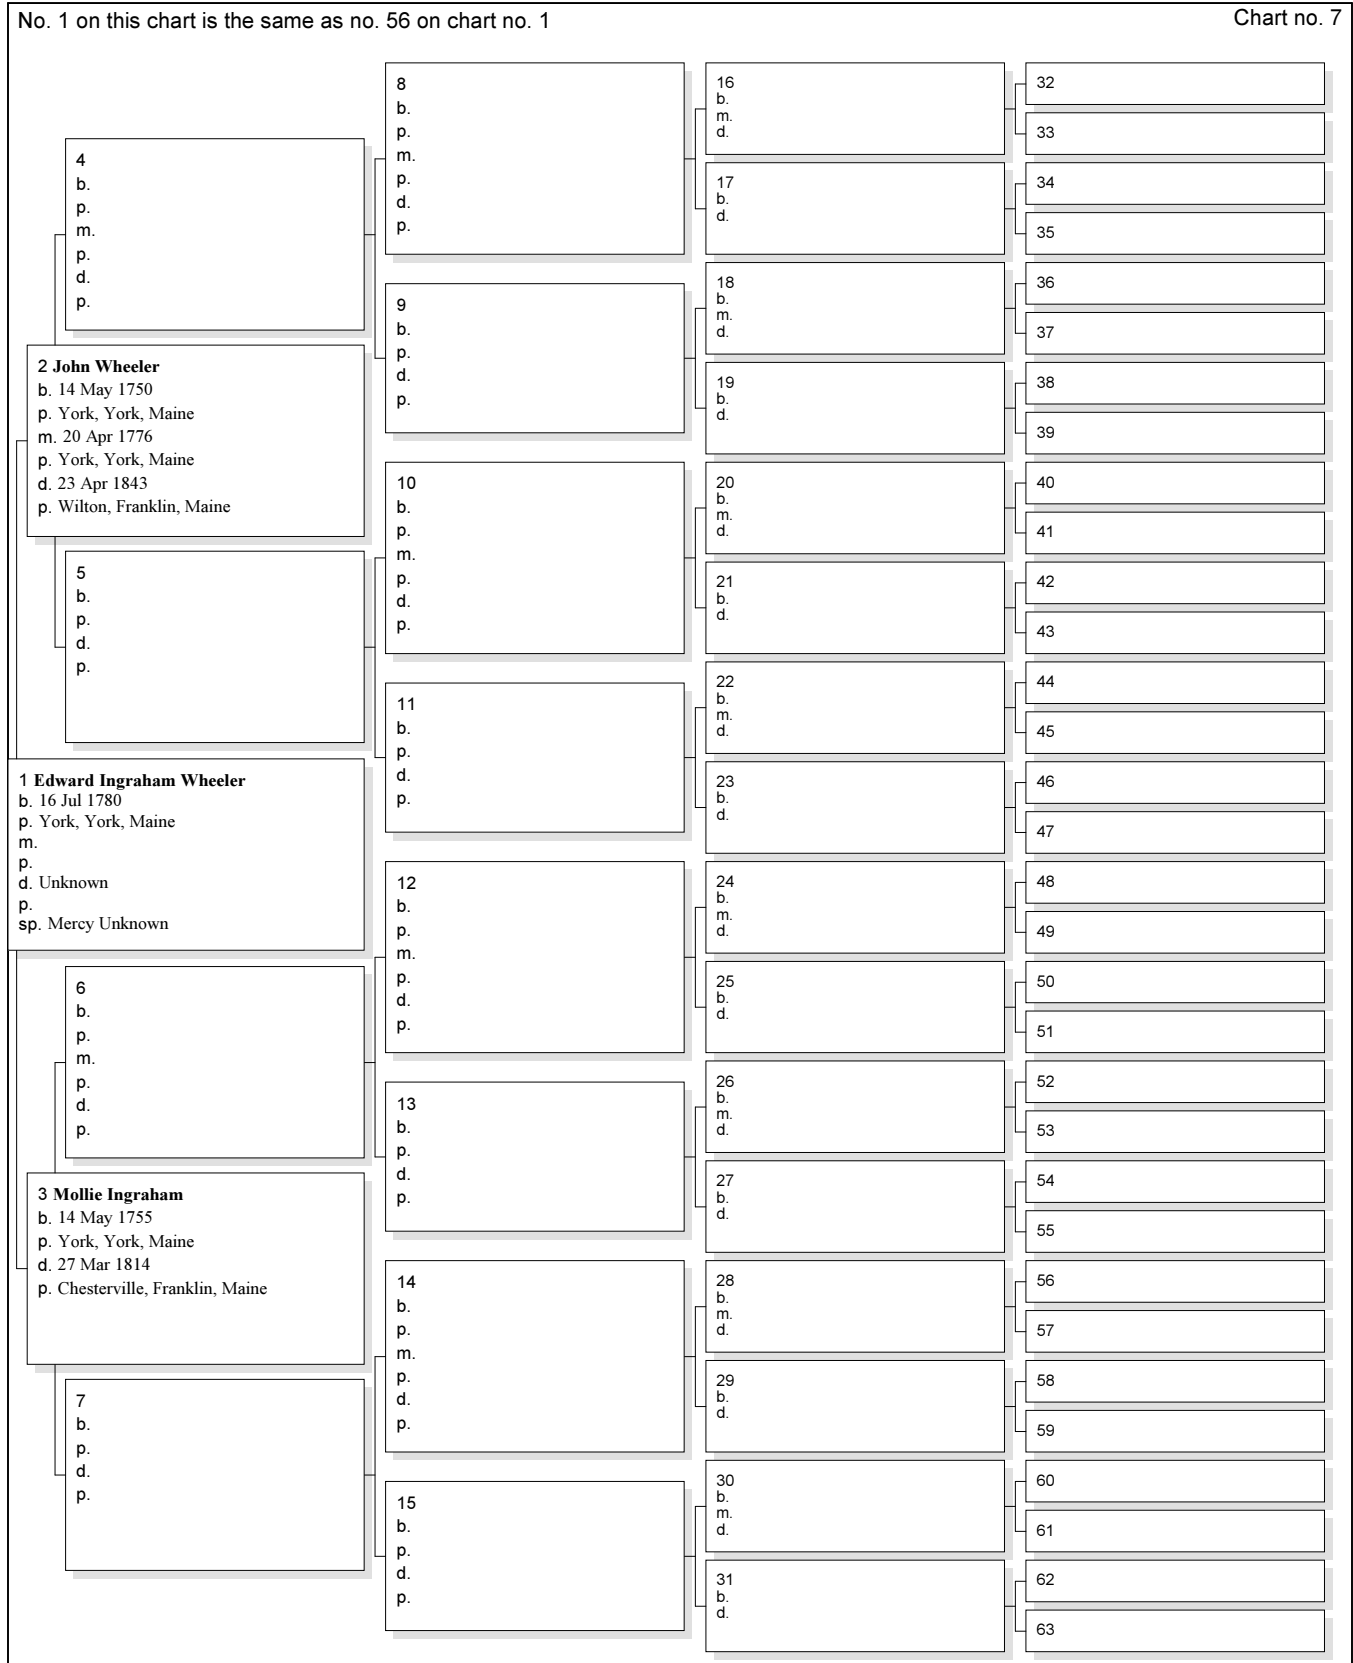 No. 1 on this chart is the same as no. 56 on chart no. 1
Chart no. 7
1 Edward Ingraham Wheeler
b. 16 Jul 1780
p. York, York, Maine
m.
p.
d. Unknown
p.
sp. Mercy Unknown
2 John Wheeler
b. 14 May 1750
p. York, York, Maine
m. 20 Apr 1776
p. York, York, Maine
d. 23 Apr 1843
p. Wilton, Franklin, Maine
3 Mollie Ingraham
b. 14 May 1755
p. York, York, Maine
d. 27 Mar 1814
p. Chesterville, Franklin, Maine
4
b.
p.
m.
p.
d.
p.
5
b.
p.
d.
p.
6
b.
p.
m.
p.
d.
p.
7
b.
p.
d.
p.
8
b.
p.
m.
p.
d.
p.
9
b.
p.
d.
p.
10
b.
p.
m.
p.
d.
p.
11
b.
p.
d.
p.
12
b.
p.
m.
p.
d.
p.
13
b.
p.
d.
p.
14
b.
p.
m.
p.
d.
p.
15
b.
p.
d.
p.
16
b.
m.
d.
17
b.
d.
18
b.
m.
d.
19
b.
d.
20
b.
m.
d.
21
b.
d.
22
b.
m.
d.
23
b.
d.
24
b.
m.
d.
25
b.
d.
26
b.
m.
d.
27
b.
d.
28
b.
m.
d.
29
b.
d.
30
b.
m.
d.
31
b.
d.
32
33
34
35
36
37
38
39
40
41
42
43
44
45
46
47
48
49
50
51
52
53
54
55
56
57
58
59
60
61
62
63